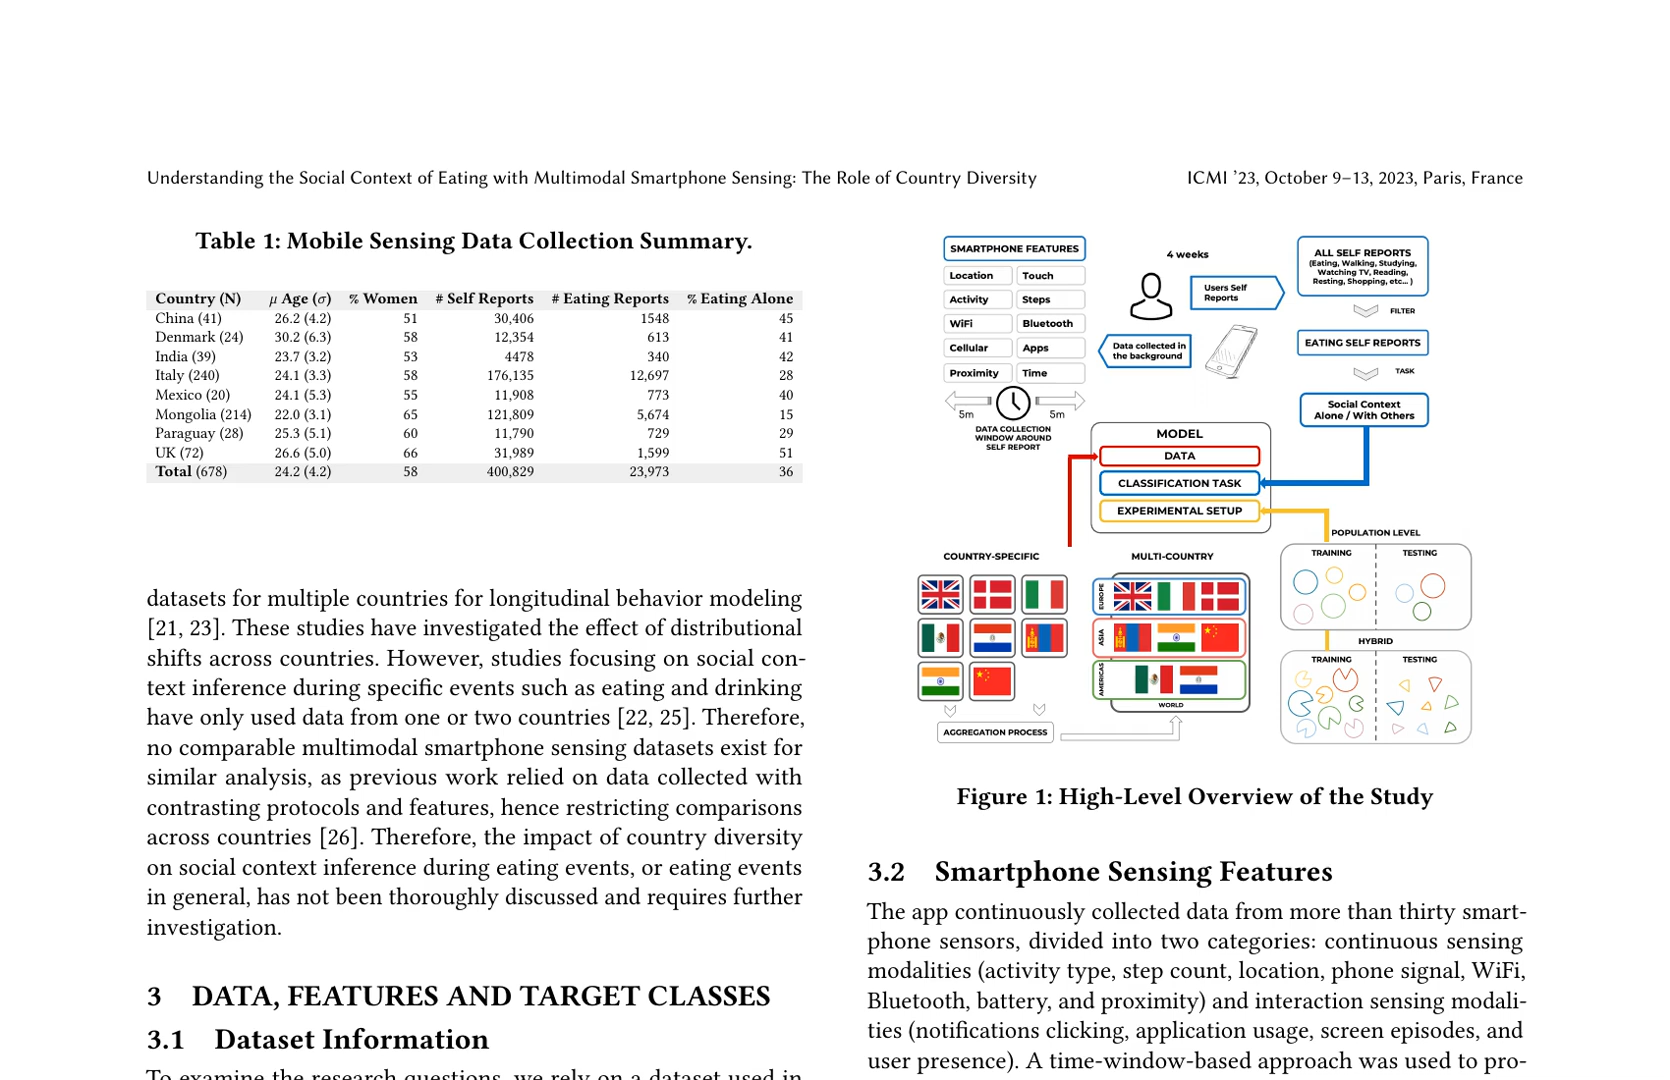 Understanding the Social Context of Eating with Multimodal Smartphone Sensing: The Role of Country Diversity
ICMI ’23, October 9–13, 2023, Paris, France
Table 1: Mobile Sensing Data Collection Summary.
Country (N) μ Age (σ) % Women # Self Reports # Eating Reports % Eating Alone
China (41) 26.2 (4.2) 51 30,406 1548 45
Denmark (24) 30.2 (6.3) 58 12,354 613 41
India (39) 23.7 (3.2) 53 4478 340 42
Italy (240) 24.1 (3.3) 58 176,135 12,697 28
Mexico (20) 24.1 (5.3) 55 11,908 773 40
Mongolia (214) 22.0 (3.1) 65 121,809 5,674 15
Paraguay (28) 25.3 (5.1) 60 11,790 729 29
UK (72) 26.6 (5.0) 66 31,989 1,599 51
Total (678) 24.2 (4.2) 58 400,829 23,973 36
datasets for multiple countries for longitudinal behavior modeling
[21, 23]. These studies have investigated the effect of distributional
shifts across countries. However, studies focusing on social con-
text inference during specific events such as eating and drinking
have only used data from one or two countries [22, 25]. Therefore,
no comparable multimodal smartphone sensing datasets exist for
similar analysis, as previous work relied on data collected with
contrasting protocols and features, hence restricting comparisons
across countries [26]. Therefore, the impact of country diversity
on social context inference during eating events, or eating events
in general, has not been thoroughly discussed and requires further
investigation.
3 DATA, FEATURES AND TARGET CLASSES
3.1 Dataset Information
To examine the research questions, we rely on a dataset used in
SMARTPHONE FEATURES
Location Touch
Activity Steps
WiFi Bluetooth
Cellular Apps
Proximity Time
5m 5m
DATA COLLECTION
WINDOW AROUND
SELF REPORT
4 weeks
Users Self
Reports
Data collected in
the background
ALL SELF REPORTS
(Eating, Walking, Studying,
Watching TV, Reading,
Resting, Shopping, etc... )
FILTER
EATING SELF REPORTS
TASK
Social Context
Alone / With Others
MODEL
DATA
CLASSIFICATION TASK
EXPERIMENTAL SETUP
COUNTRY-SPECIFIC
MULTI-COUNTRY
EUROPE
ASIA
AMERICAS
WORLD
AGGREGATION PROCESS
POPULATION LEVEL
TRAINING TESTING
HYBRID
TRAINING TESTING
Figure 1: High-Level Overview of the Study
3.2 Smartphone Sensing Features
The app continuously collected data from more than thirty smart-
phone sensors, divided into two categories: continuous sensing
modalities (activity type, step count, location, phone signal, WiFi,
Bluetooth, battery, and proximity) and interaction sensing modali-
ties (notifications clicking, application usage, screen episodes, and
user presence). A time-window-based approach was used to pro-